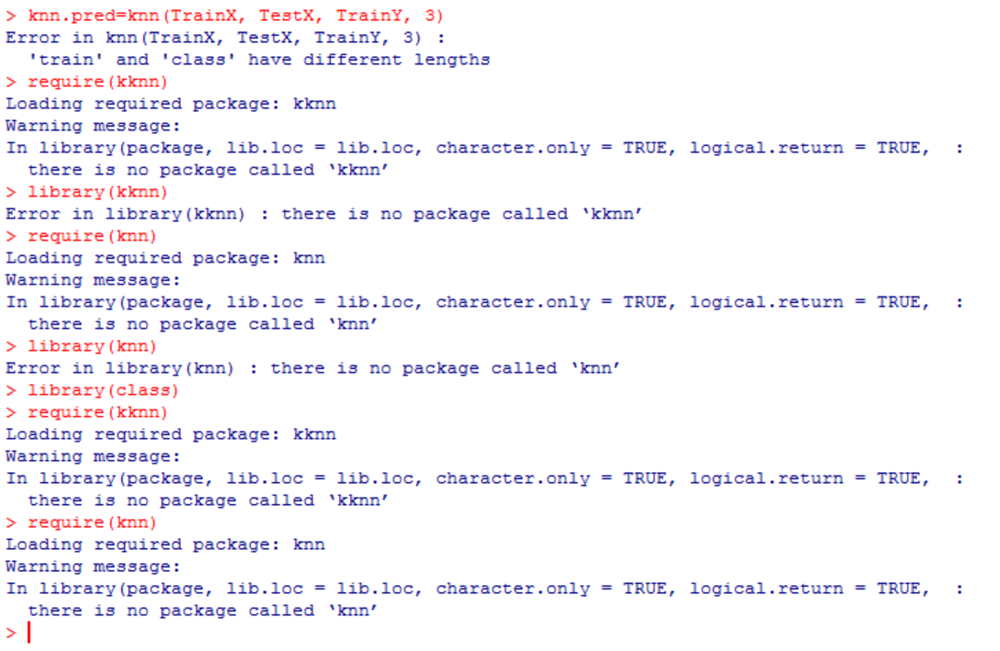 > knn.pred=knn(TrainX, TestX, TrainY, 3)
Error in knn(TrainX, TestX, TrainY, 3) :
  'train' and 'class' have different lengths
> require(kknn)
Loading required package: kknn
Warning message:
In library(package, lib.loc = lib.loc, character.only = TRUE, logical.return = TRUE,  :
  there is no package called ‘kknn’
> library(kknn)
Error in library(kknn) : there is no package called ‘kknn’
> require(knn)
Loading required package: knn
Warning message:
In library(package, lib.loc = lib.loc, character.only = TRUE, logical.return = TRUE,  :
  there is no package called ‘knn’
> library(knn)
Error in library(knn) : there is no package called ‘knn’
> library(class)
> require(kknn)
Loading required package: kknn
Warning message:
In library(package, lib.loc = lib.loc, character.only = TRUE, logical.return = TRUE,  :
  there is no package called ‘kknn’
> require(knn)
Loading required package: knn
Warning message:
In library(package, lib.loc = lib.loc, character.only = TRUE, logical.return = TRUE,  :
  there is no package called ‘knn’
>